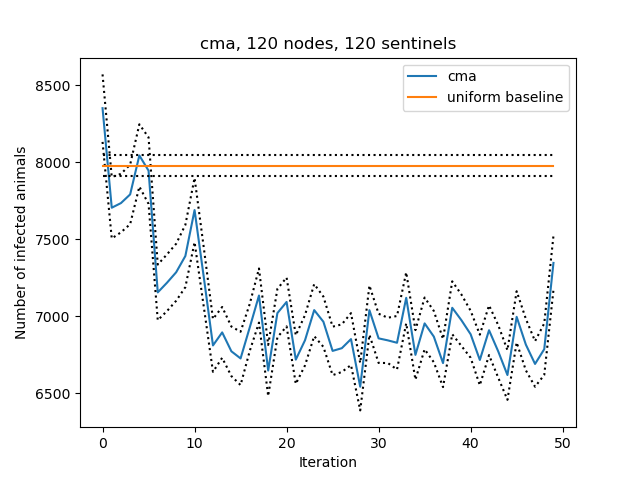 cma, 120 nodes, 120 sentinels
cma
uniform baseline
8500
8000
7500
7000
6500
Number of infected animals
0 10 20 30 40 50
Iteration